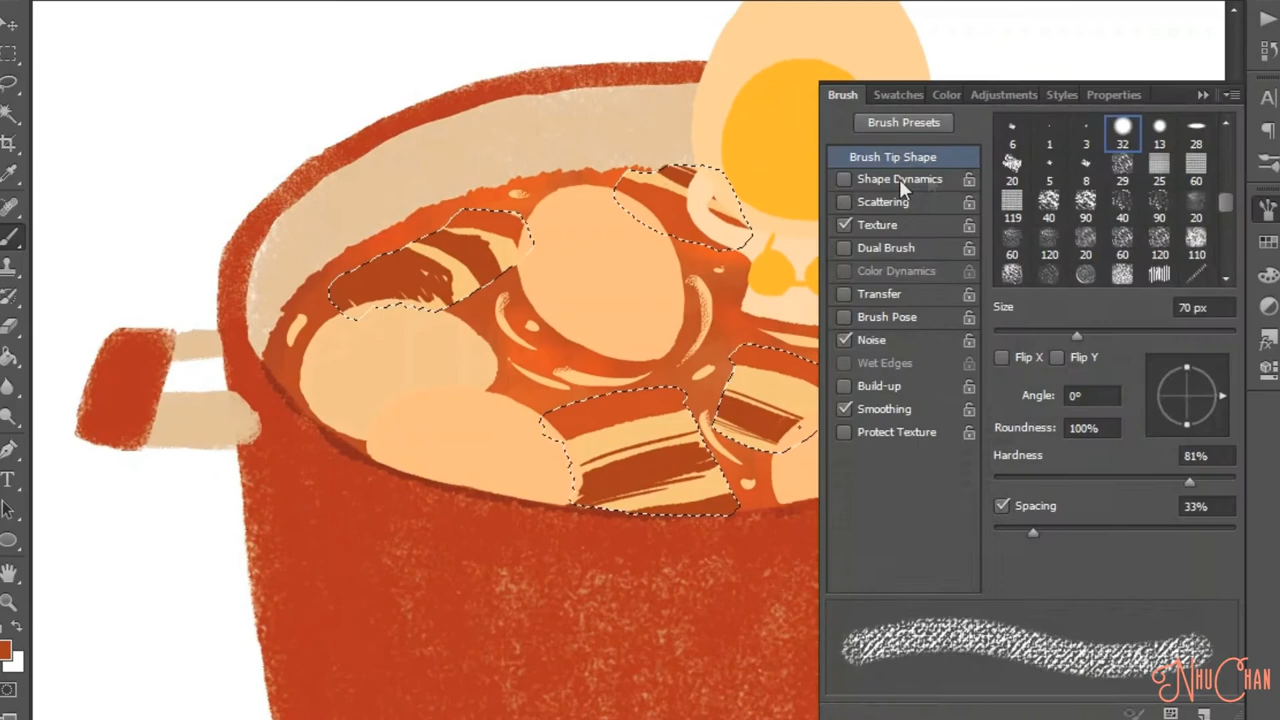 Brush Swatches Color Adjustments Styles Properties
Brush Presets
Brush Tip Shape
Shape Dynamics
Scattering
Texture
Dual Brush
Color Dynamics
Transfer
Brush Pose
Noise
Wet Edges
Build-up
Smoothing
Protect Texture
6 1 3 32 13 28
20 5 8 29 25 60
119 40 90 40 90 20
60 120 20 60 120 110
Size 70 px
Flip X Flip Y
Angle: 0º
Roundness: 100%
Hardness 81%
Spacing 33%
NhuChan